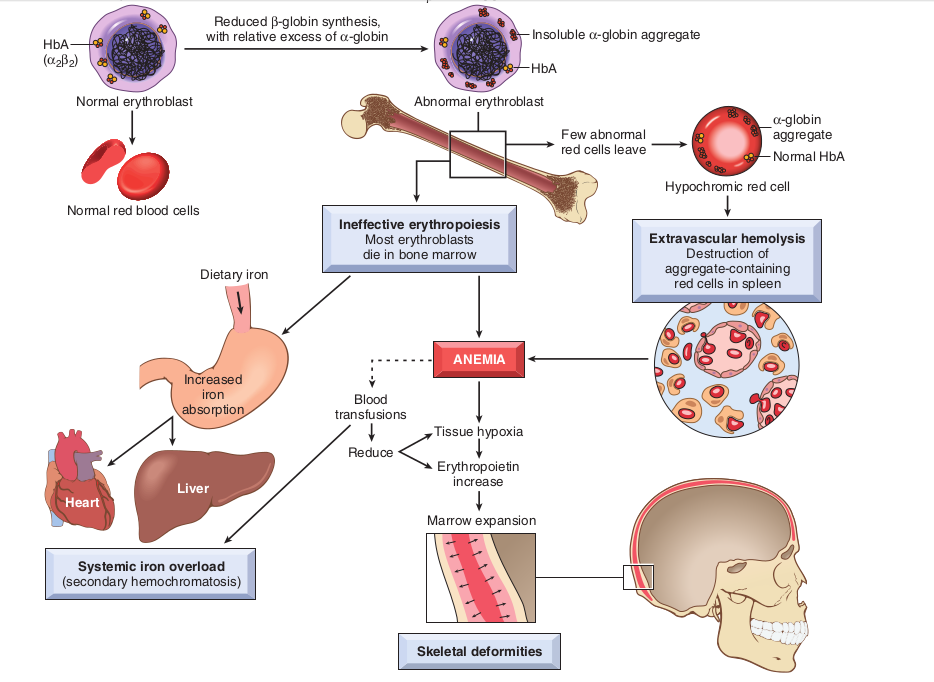 Reduced β-globin synthesis,
with relative excess of α-globin
HbA
(α₂β₂)
Insoluble α-globin aggregate
HbA
Normal erythroblast
Abnormal erythroblast
Few abnormal
red cells leave
α-globin
aggregate
Normal HbA
Hypochromic red cell
Normal red blood cells
Ineffective erythropoiesis
Most erythroblasts
die in bone marrow
Extravascular hemolysis
Destruction of
aggregate-containing
red cells in spleen
Dietary iron
ANEMIA
Increased
iron
absorption
Blood
transfusions
Reduce
Tissue hypoxia
Erythropoietin
increase
Heart
Liver
Marrow expansion
Systemic iron overload
(secondary hemochromatosis)
Skeletal deformities